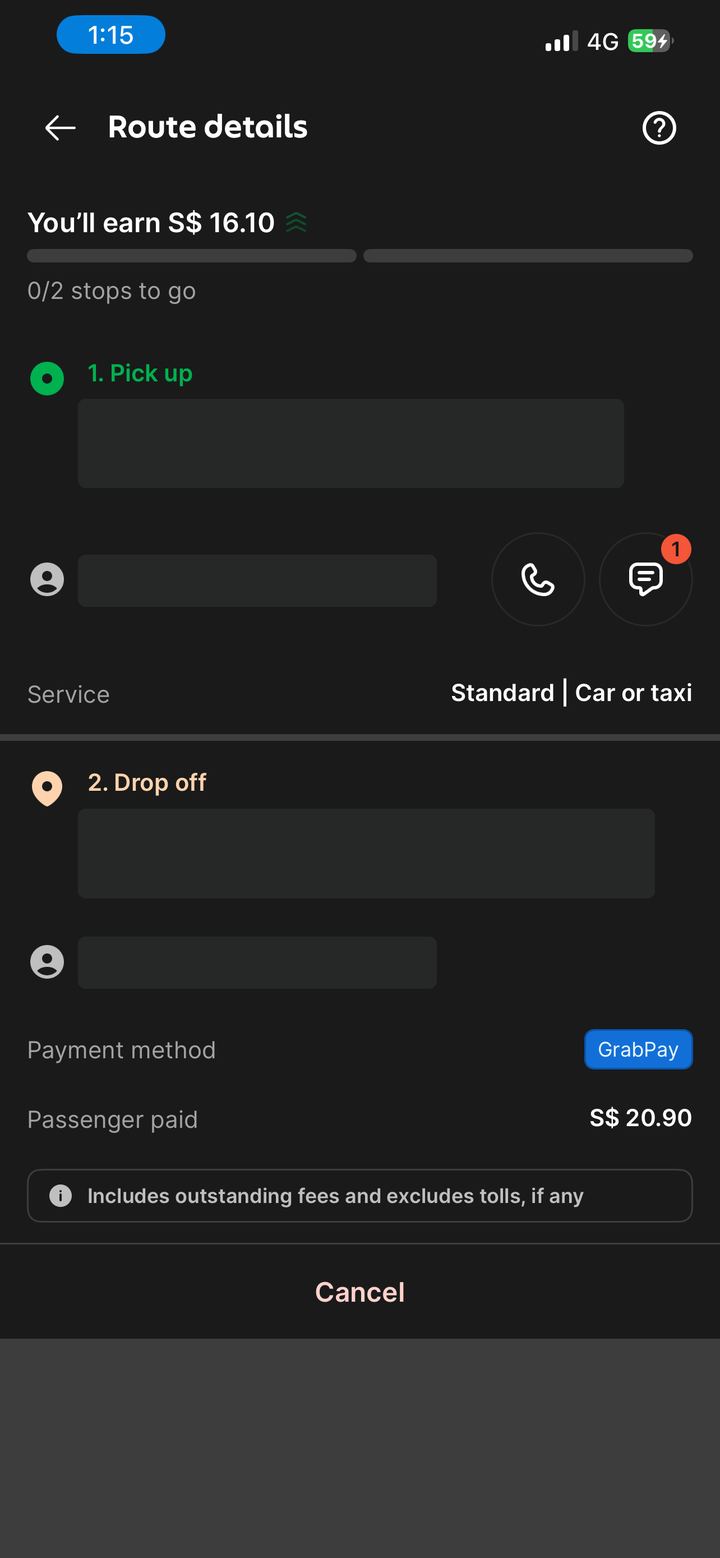 1:15
4G
59
Route details
You’ll earn S$ 16.10
0/2 stops to go
1. Pick up
1
Service
Standard | Car or taxi
2. Drop off
Payment method
GrabPay
Passenger paid
S$ 20.90
Includes outstanding fees and excludes tolls, if any
Cancel